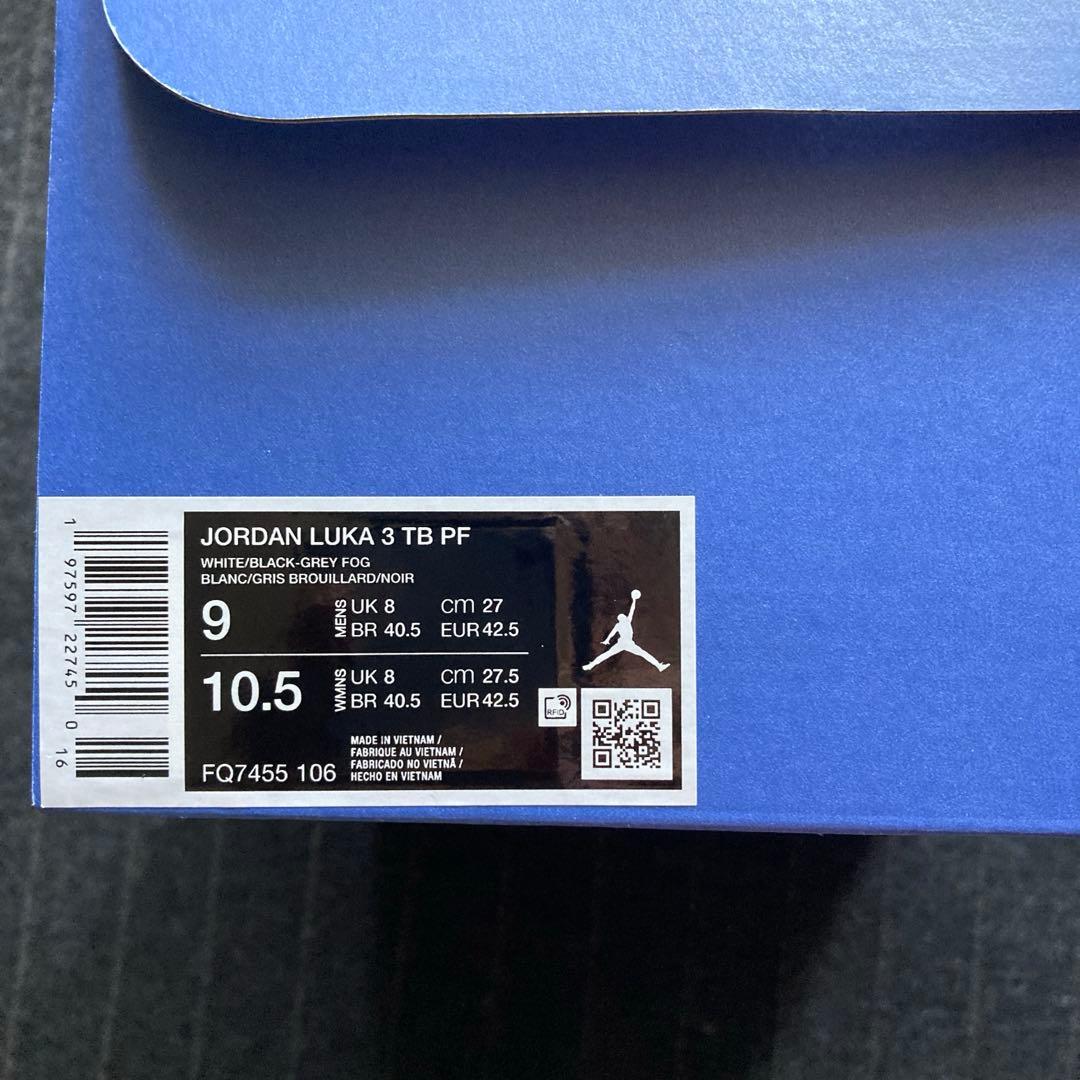 JORDAN LUKA 3 TB PF
WHITE/BLACK-GREY FOG
BLANC/GRIS BROUILLARD/NOIR
9
MENS
UK 8 cm 27
BR 40.5 EUR 42.5
10.5
WMNS
UK 8 cm 27.5
BR 40.5 EUR 42.5
MADE IN VIETNAM /
FABRIQUE AU VIETNAM /
FABRICADO NO VIETNÃ /
HECHO EN VIETNAM
FQ7455 106
RFID
1 97597 22745 0 16